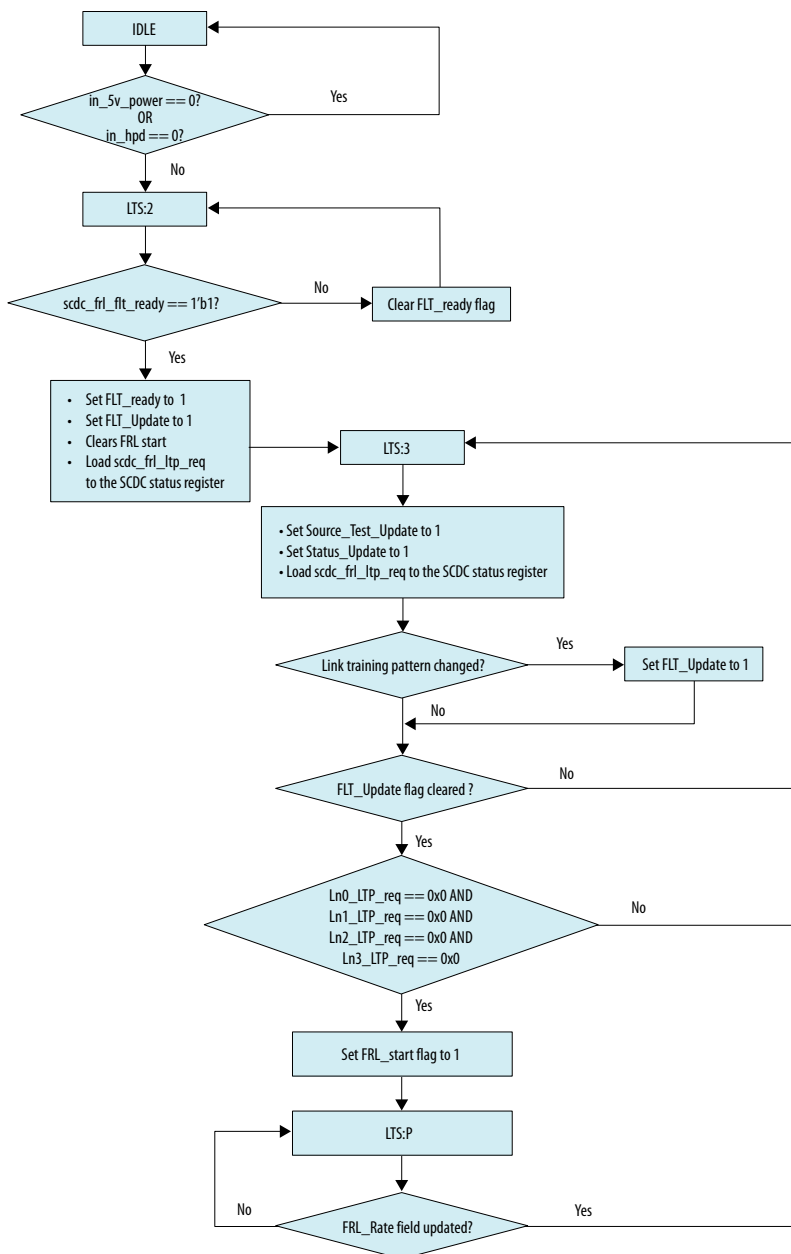 IDLE
in_5v_power == 0?
OR
in_hpd == 0?
Yes
No
LTS:2
scdc_frl_flt_ready == 1'b1?
No
Clear FLT_ready flag
Yes
• Set FLT_ready to 1
• Set FLT_Update to 1
• Clears FRL start
• Load scdc_frl_ltp_req
to the SCDC status register
LTS:3
• Set Source_Test_Update to 1
• Set Status_Update to 1
• Load scdc_frl_ltp_req to the SCDC status register
Link training pattern changed?
Yes
Set FLT_Update to 1
No
FLT_Update flag cleared ?
No
Yes
Ln0_LTP_req == 0x0 AND
Ln1_LTP_req == 0x0 AND
Ln2_LTP_req == 0x0 AND
Ln3_LTP_req == 0x0
No
Yes
Set FRL_start flag to 1
LTS:P
No
FRL_Rate field updated?
Yes